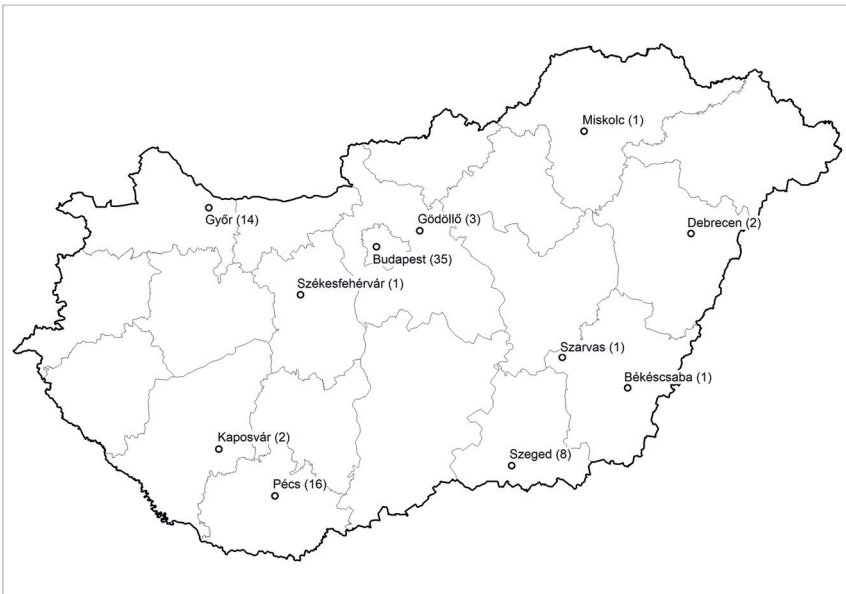 Miskolc (1)
Győr (14)
Gödöllő (3)
Debrecen (2)
Budapest (35)
Székesfehérvár (1)
Szarvas (1)
Békéscsaba (1)
Kaposvár (2)
Szeged (8)
Pécs (16)